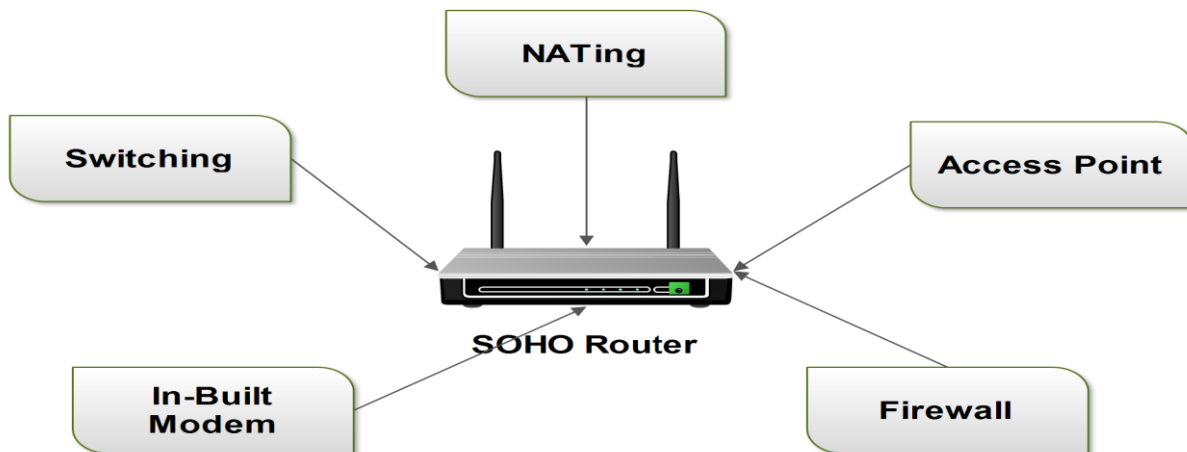 NATing
Switching
Access Point
SOHO Router
In-Built
Modem
Firewall